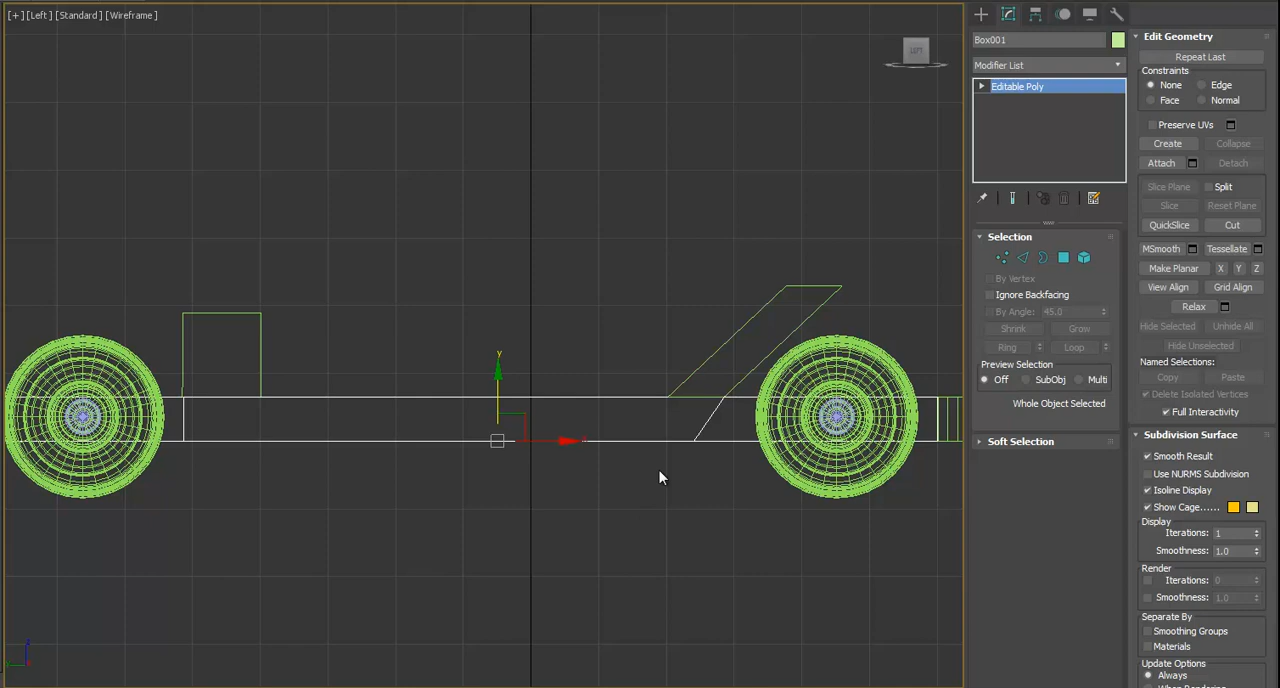 [+] [Left] [Standard] [Wireframe]
LEFT
y
Box001
Modifier List
Editable Poly
Selection
By Vertex
Ignore Backfacing
By Angle: 45.0
Shrink Grow
Ring Loop
Preview Selection
Off SubObj Multi
Whole Object Selected
Soft Selection
Edit Geometry
Repeat Last
Constraints
None Edge
Face Normal
Preserve UVs
Create Collapse
Attach Detach
Slice Plane Split
Slice Reset Plane
QuickSlice Cut
MSmooth Tessellate
Make Planar X Y Z
View Align Grid Align
Relax
Hide Selected Unhide All
Hide Unselected
Named Selections:
Copy Paste
Delete Isolated Vertices
Full Interactivity
Subdivision Surface
Smooth Result
Use NURMS Subdivision
Isoline Display
Show Cage......
Display
Iterations: 1
Smoothness: 1.0
Render
Iterations: 0
Smoothness: 1.0
Separate By
Smoothing Groups
Materials
Update Options
Always
When Rendering